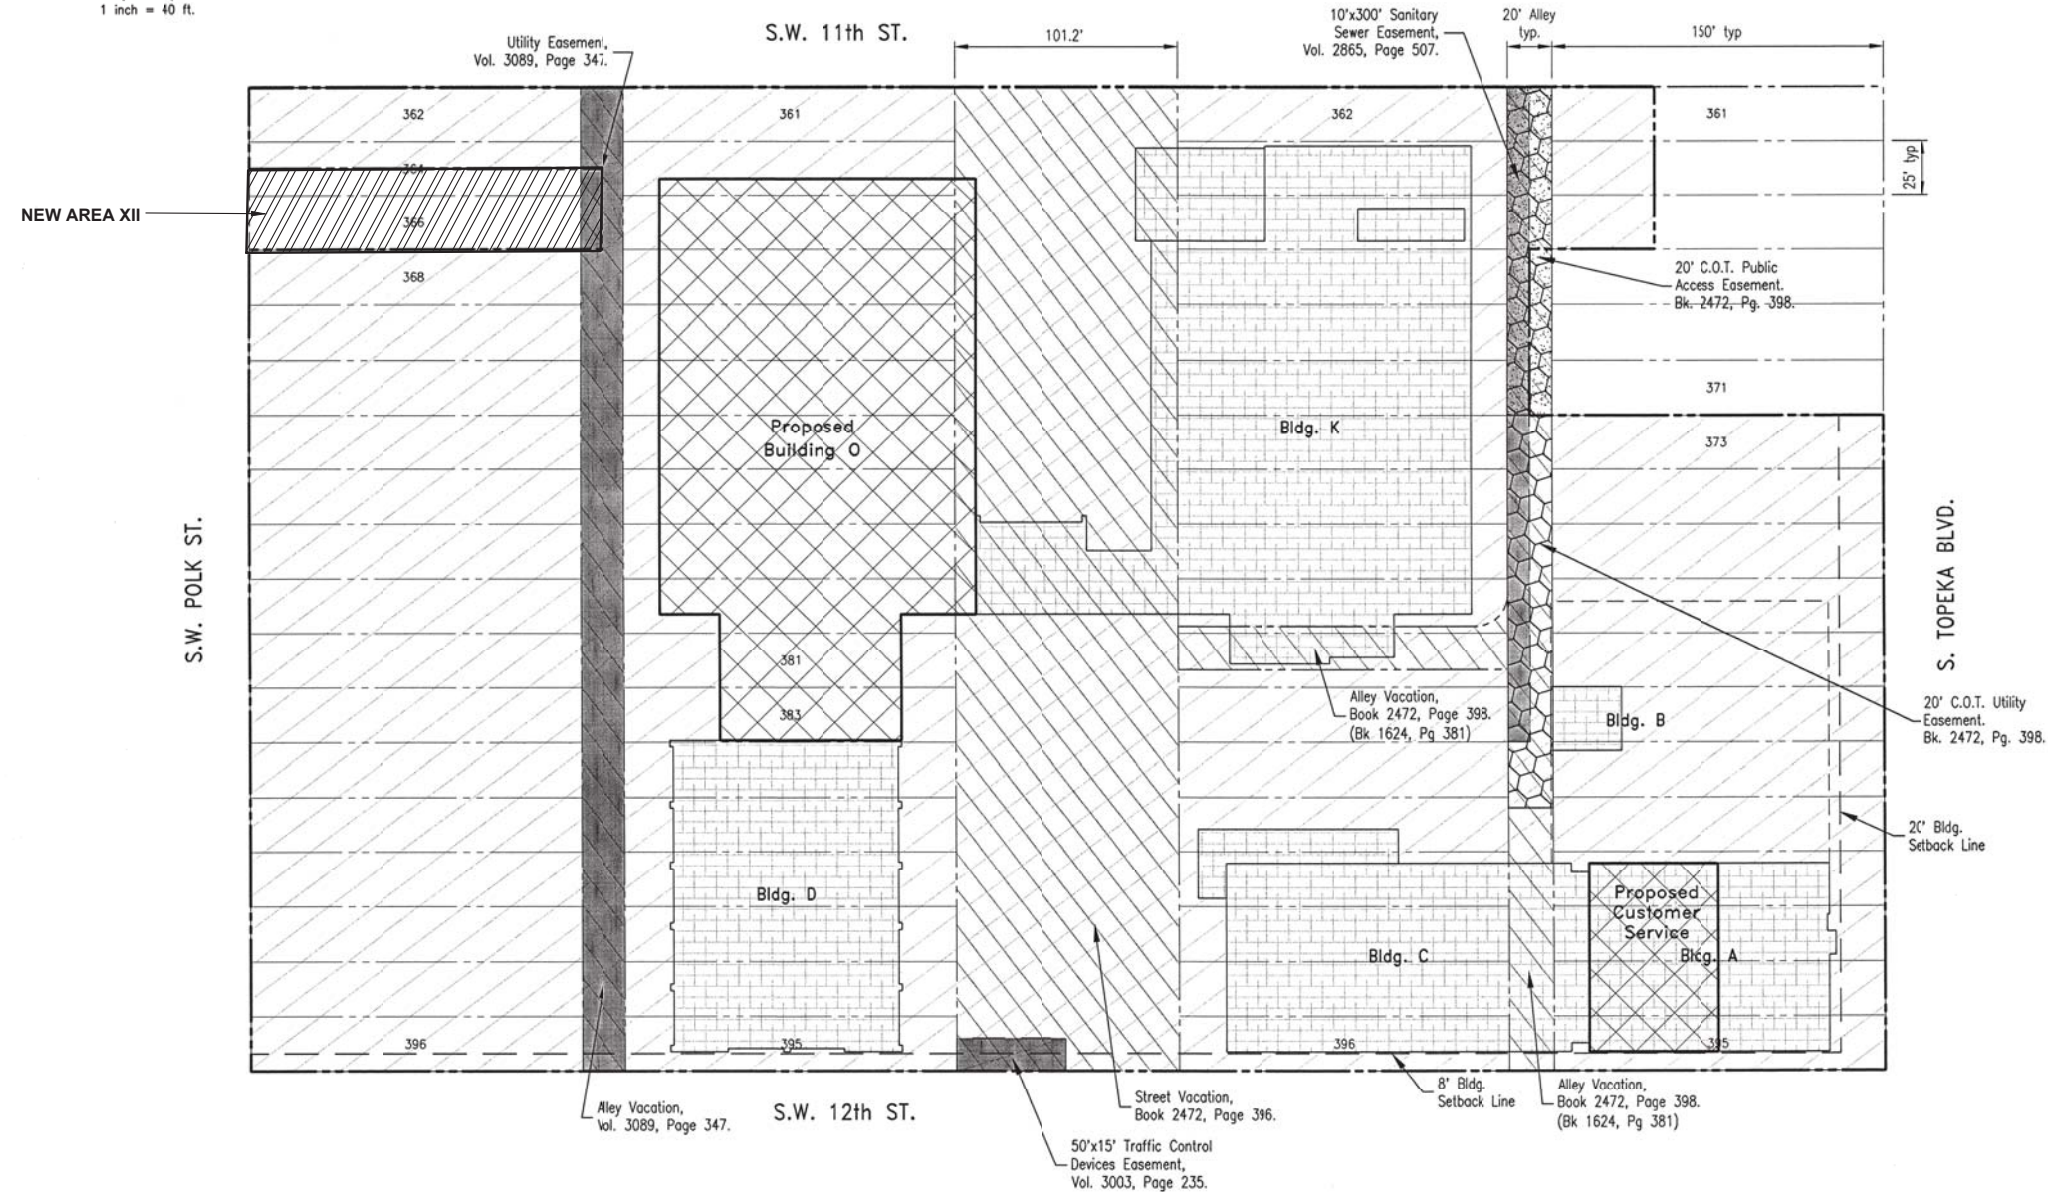 1 inch = 40 ft.
S.W. 11th ST.
101.2'
10'x300' Sanitary
Sewer Easement,
Vol. 2865, Page 507.
20' Alley
typ.
150' typ
Utility Easement,
Vol. 3089, Page 347.
362
361
362
361
25' typ
364
366
368
NEW AREA XII
20' C.O.T. Public
Access Easement.
Bk. 2472, Pg. 398.
371
373
Proposed
Building O
Bldg. K
S.W. POLK ST.
S. TOPEKA BLVD.
381
383
Alley Vacation,
Book 2472, Page 398.
(Bk 1624, Pg 381)
Bldg. B
20' C.O.T. Utility
Easement.
Bk. 2472, Pg. 398.
20' Bldg.
Setback Line
Bldg. D
Proposed
Customer
Service
Bldg. C
Bldg. A
396
395
396
395
Alley Vacation,
Vol. 3089, Page 347.
S.W. 12th ST.
Street Vacation,
Book 2472, Page 396.
8' Bldg.
Setback Line
Alley Vacation,
Book 2472, Page 398.
(Bk 1624, Pg 381)
50'x15' Traffic Control
Devices Easement,
Vol. 3003, Page 235.